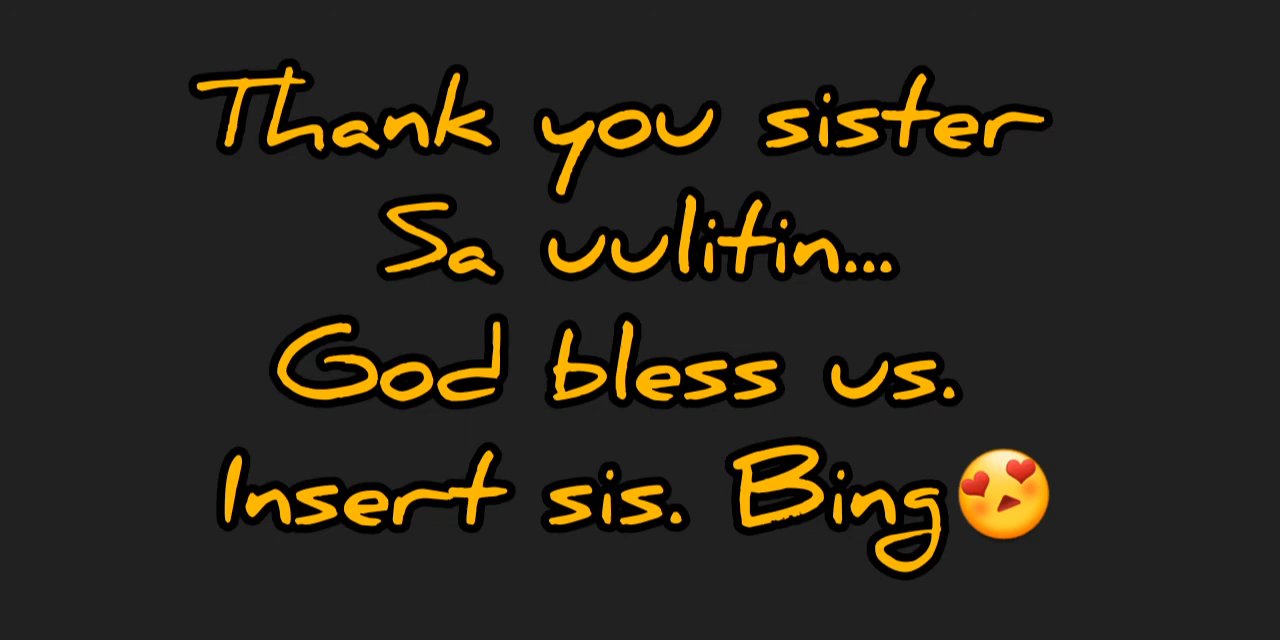 Thank you sister
Sa uulitin...
God bless us.
Insert sis. Bing😍